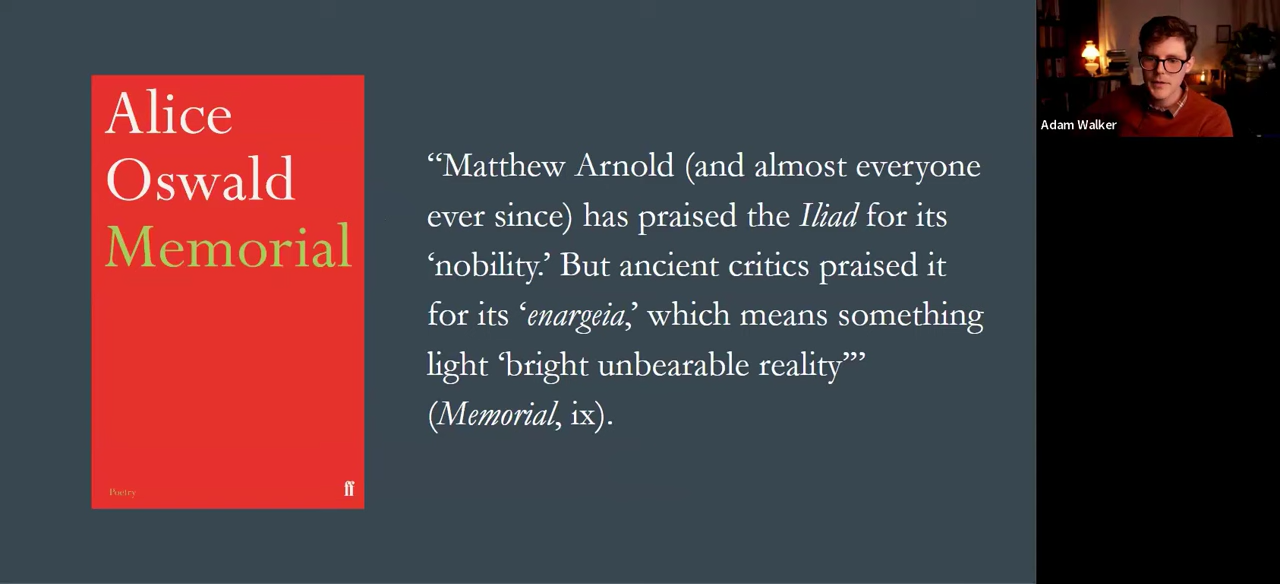 Alice
Oswald
Memorial
Poetry
ff
“Matthew Arnold (and almost everyone
ever since) has praised the Iliad for its
‘nobility.’ But ancient critics praised it
for its ‘enargeia,’ which means something
light ‘bright unbearable reality’”
(Memorial, ix).
Adam Walker